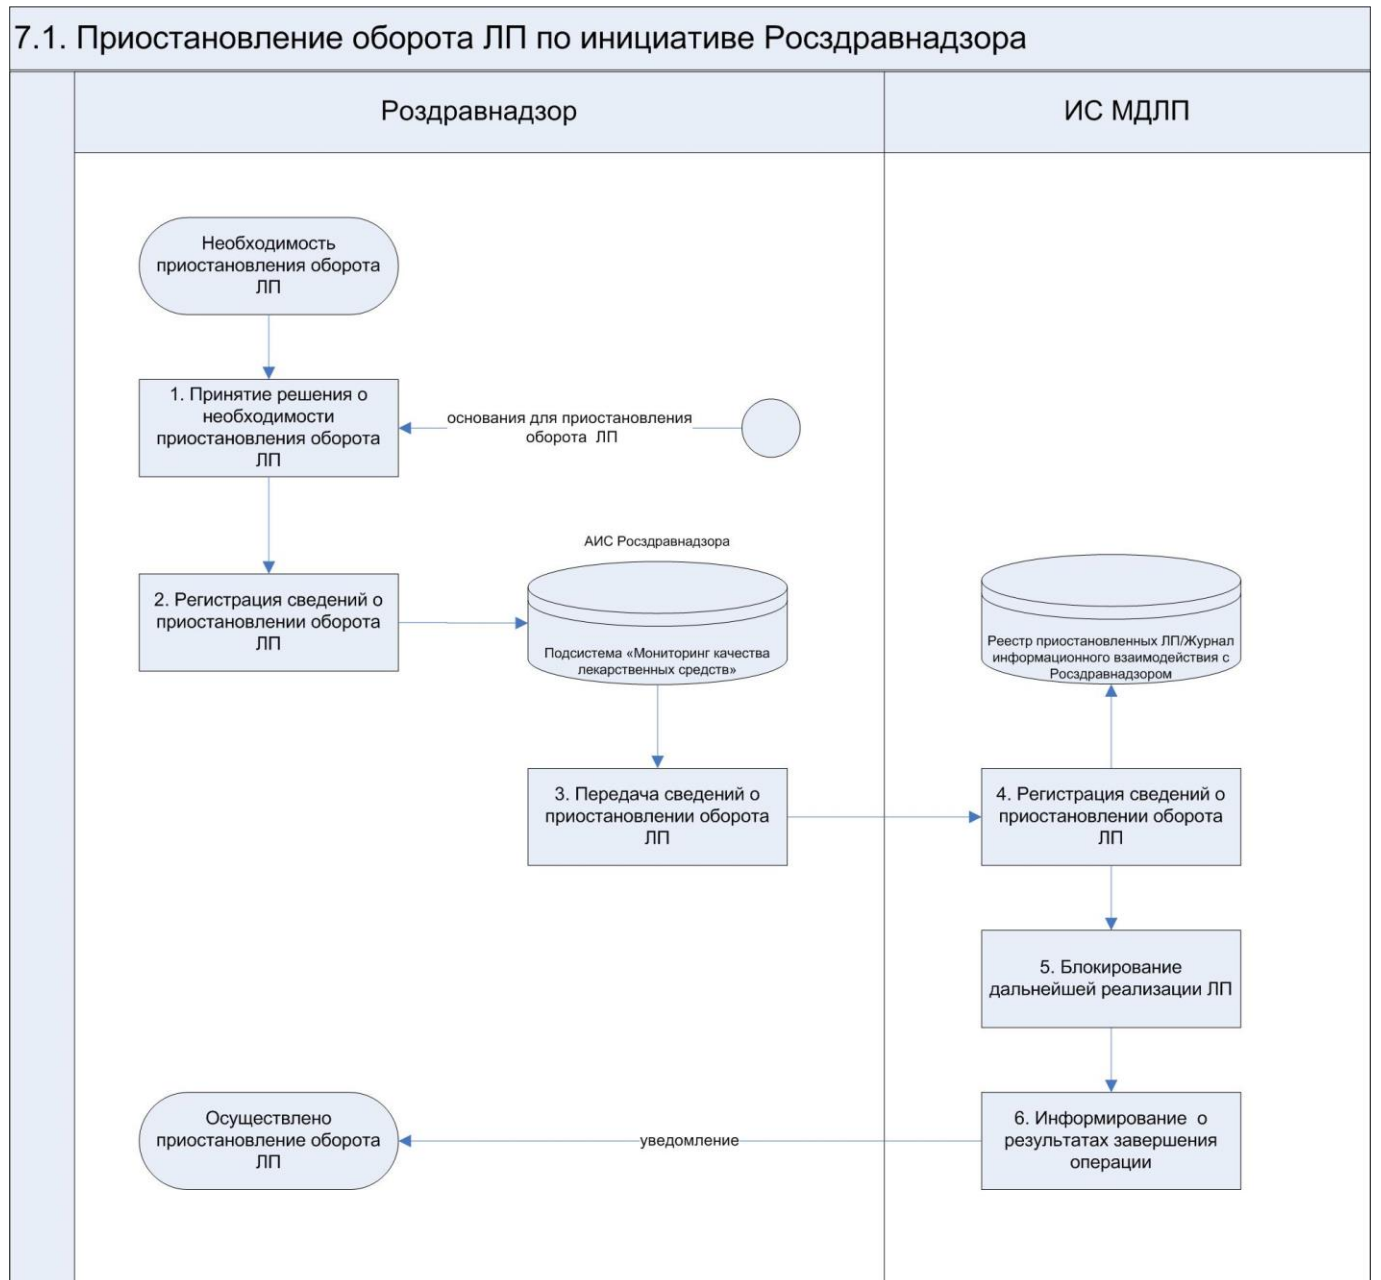 7.1. Приостановление оборота ЛП по инициативе Росздравнадзора
Роздравнадзор
ИС МДЛП
Необходимость
приостановления оборота
ЛП
1. Принятие решения о
необходимости
приостановления оборота
ЛП
основания для приостановления
оборота ЛП
АИС Росздравнадзора
2. Регистрация сведений о
приостановлении оборота
ЛП
Подсистема «Мониторинг качества
лекарственных средств»
Реестр приостановленных ЛП/Журнал
информационного взаимодействия с
Росздравнадзором
3. Передача сведений о
приостановлении оборота
ЛП
4. Регистрация сведений о
приостановлении оборота
ЛП
5. Блокирование
дальнейшей реализации ЛП
Осуществлено
приостановление оборота
ЛП
уведомление
6. Информирование о
результатах завершения
операции